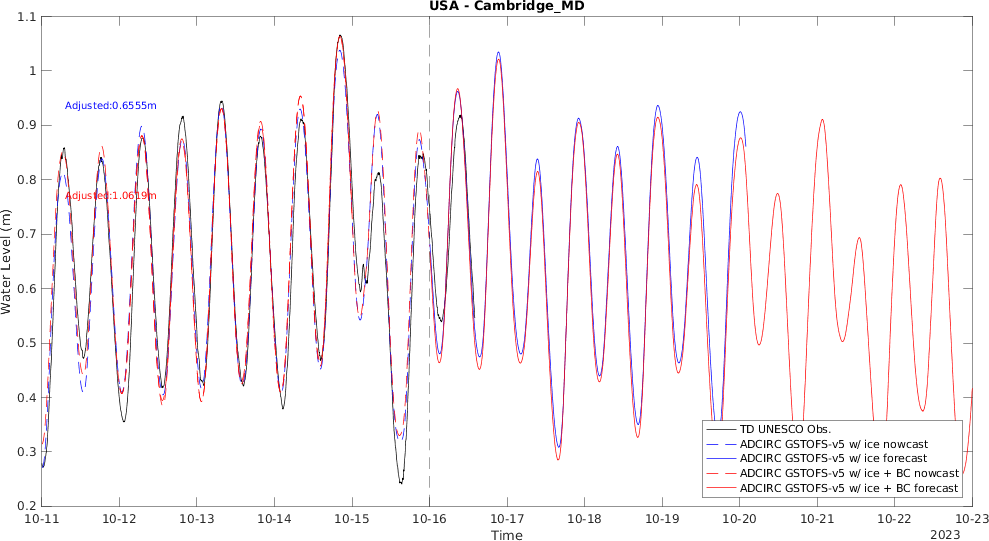 USA - Cambridge_MD
Water Level (m)
1.1
1
0.9
0.8
0.7
0.6
0.5
0.4
0.3
0.2
Adjusted:0.6555m
Adjusted:1.0619m
TD UNESCO Obs.
ADCIRC GSTOFS-v5 w/ ice nowcast
ADCIRC GSTOFS-v5 w/ ice forecast
ADCIRC GSTOFS-v5 w/ ice + BC nowcast
ADCIRC GSTOFS-v5 w/ ice + BC forecast
10-11 10-12 10-13 10-14 10-15 10-16 10-17 10-18 10-19 10-20 10-21 10-22 10-23
Time
2023